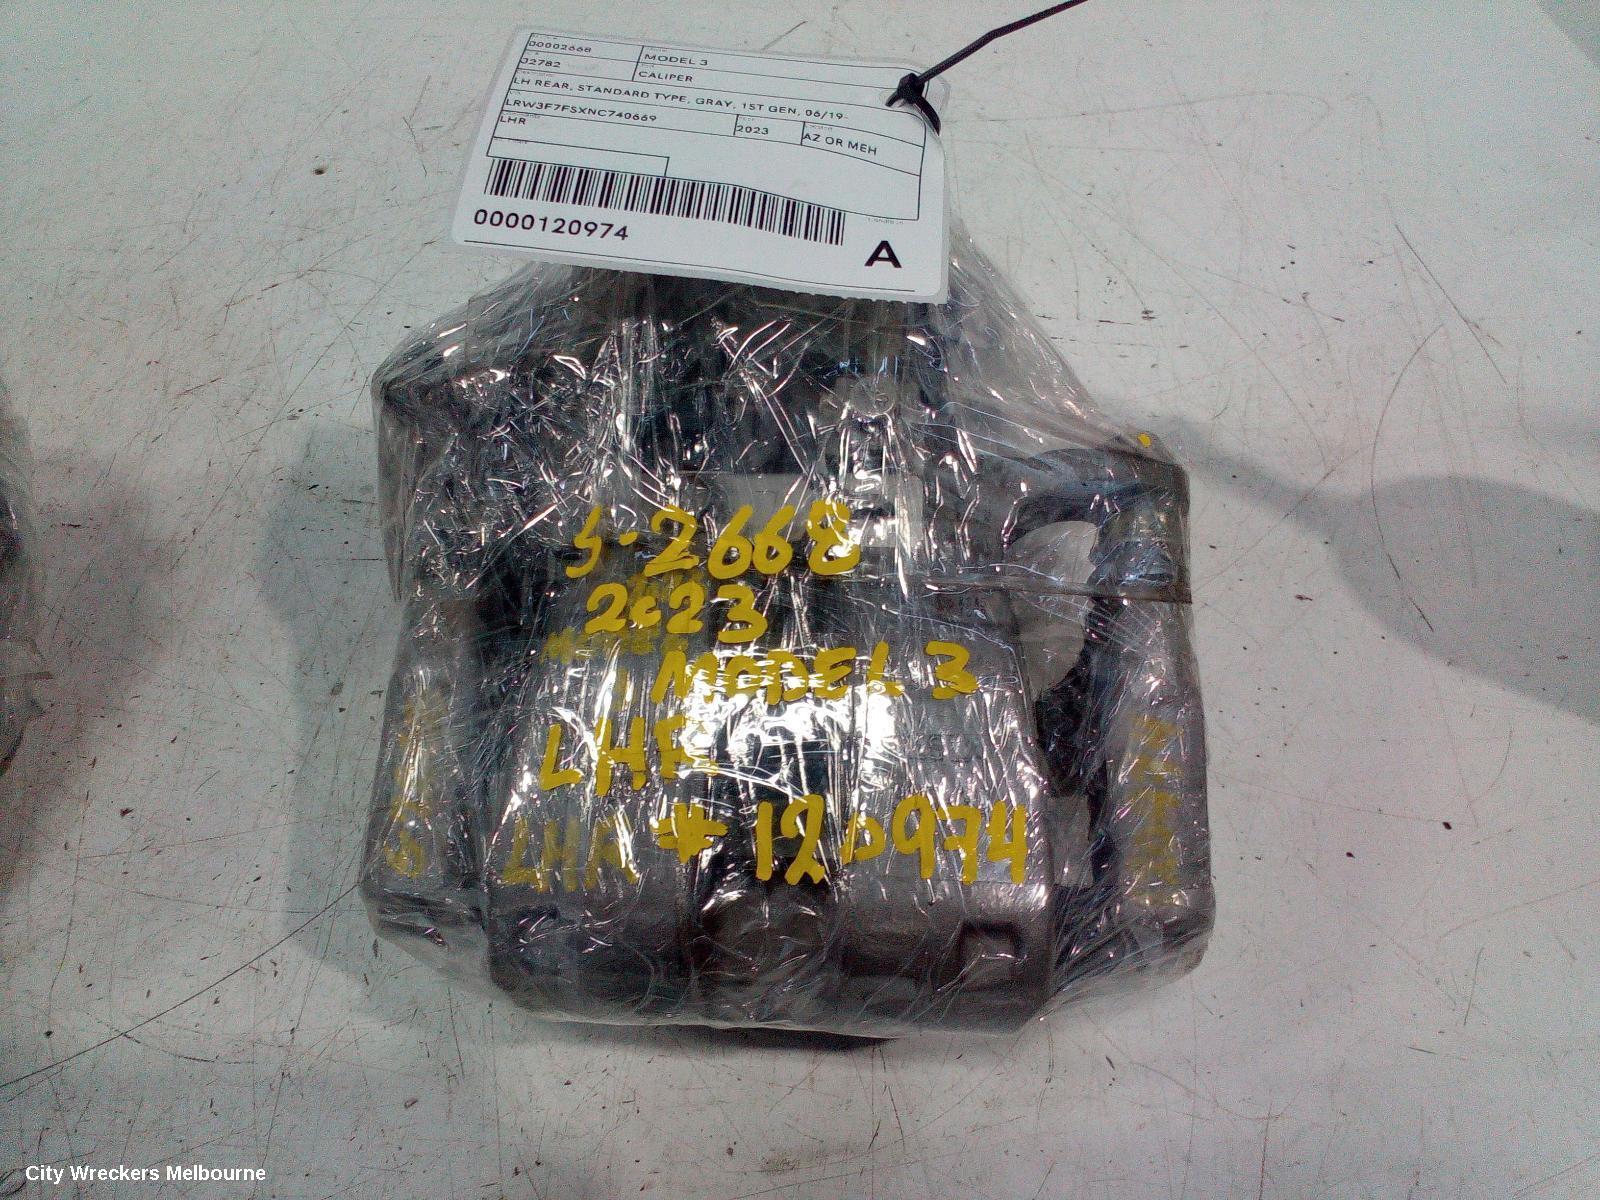 00002668
MODEL 3
32782
CALIPER
LH REAR, STANDARD TYPE, GRAY, 1ST GEN, 06/19-
LRW3F7FSXNC740669
2023
AZ OR MEH
LHR
0000120974
A
S-2668
2023
MODEL 3
LHR
LHR # 120974
City Wreckers Melbourne